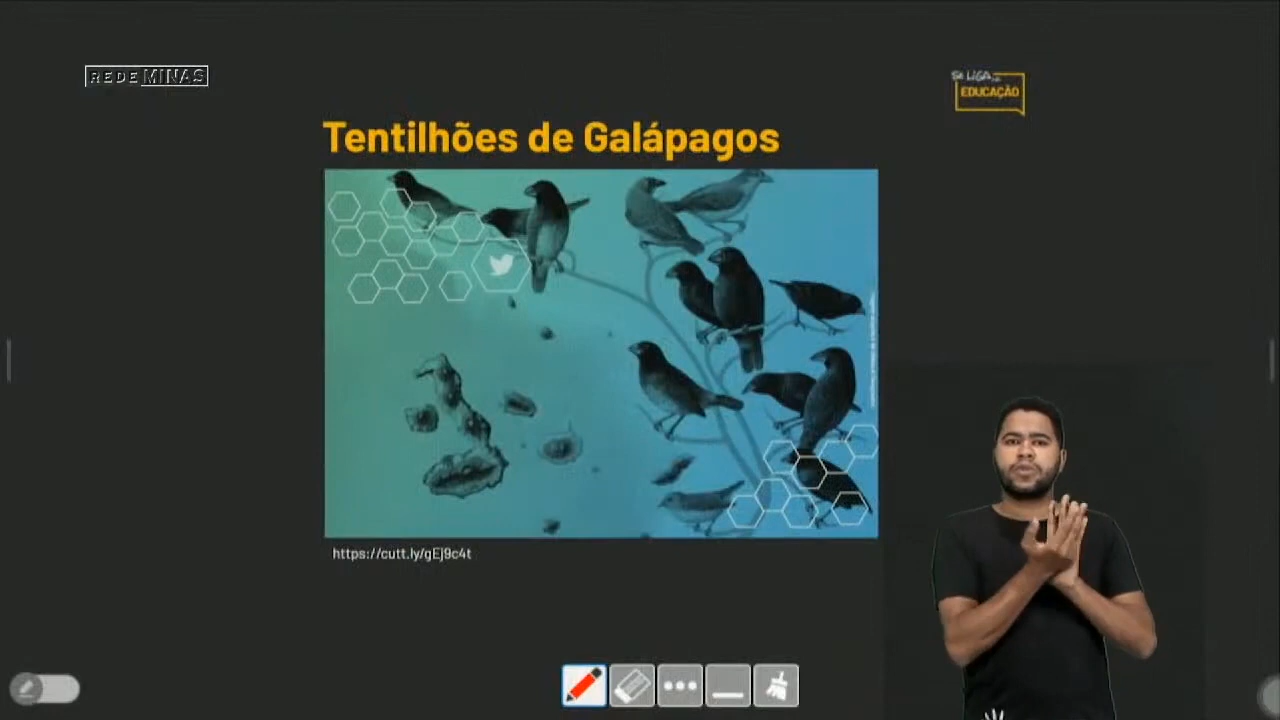 REDE MINAS
SE LIGA NA
EDUCAÇÃO
Tentilhões de Galápagos
https://cutt.ly/gEj9c4t